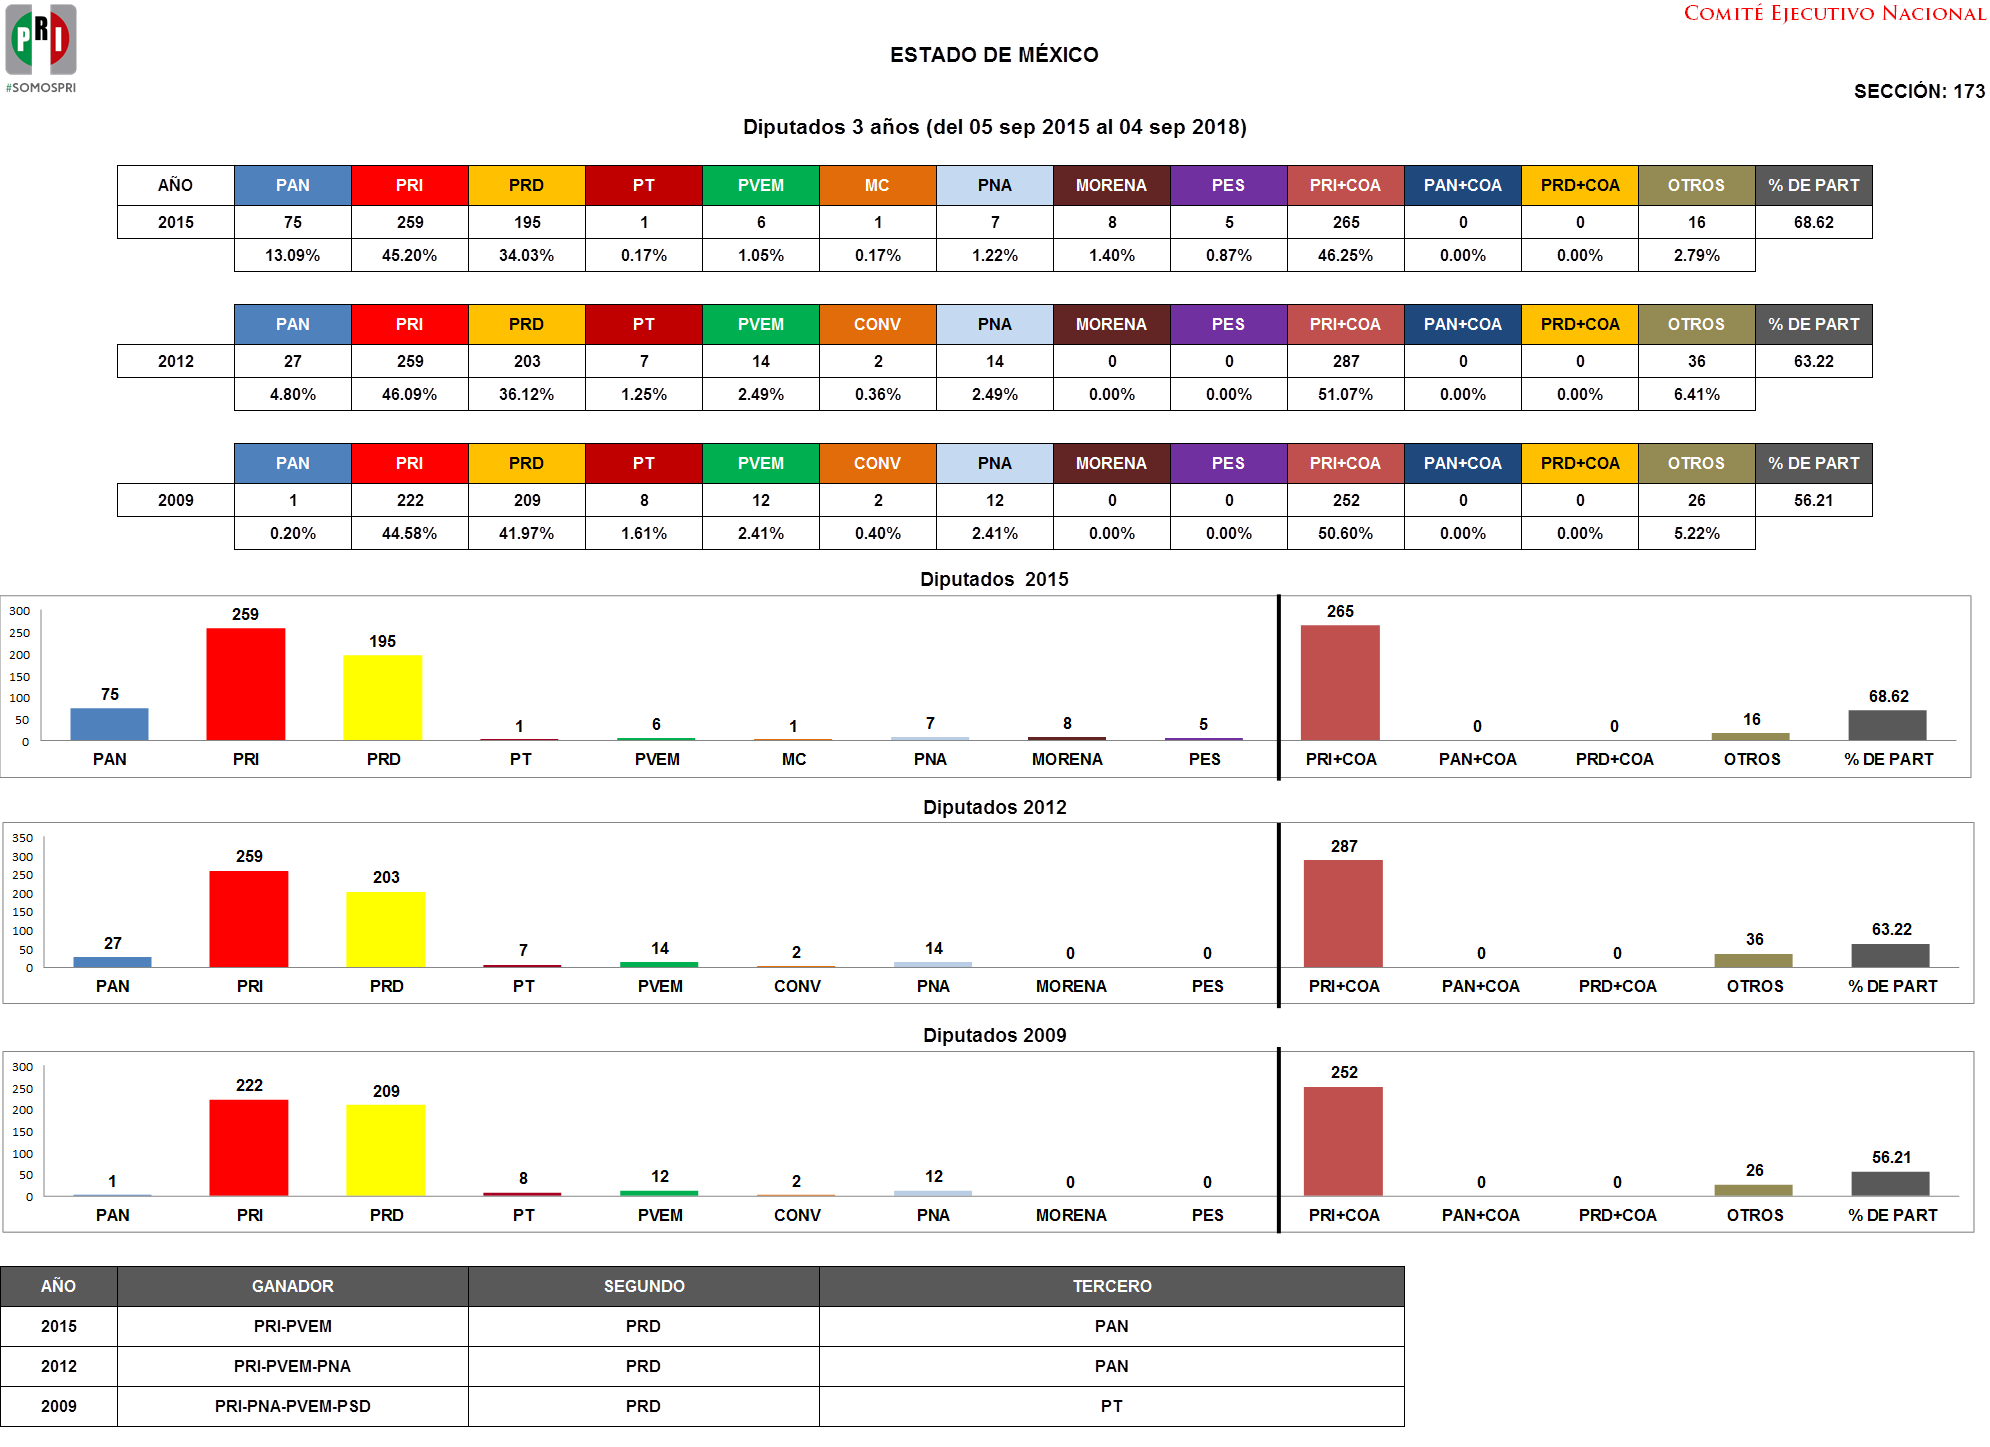 PRI
#SOMOSPRI
COMITÉ EJECUTIVO NACIONAL
ESTADO DE MÉXICO
SECCIÓN: 173
Diputados 3 años (del 05 sep 2015 al 04 sep 2018)
AÑO PAN PRI PRD PT PVEM MC PNA MORENA PES PRI+COA PAN+COA PRD+COA OTROS % DE PART
2015 75 259 195 1 6 1 7 8 5 265 0 0 16 68.62
13.09% 45.20% 34.03% 0.17% 1.05% 0.17% 1.22% 1.40% 0.87% 46.25% 0.00% 0.00% 2.79%
PAN PRI PRD PT PVEM CONV PNA MORENA PES PRI+COA PAN+COA PRD+COA OTROS % DE PART
2012 27 259 203 7 14 2 14 0 0 287 0 0 36 63.22
4.80% 46.09% 36.12% 1.25% 2.49% 0.36% 2.49% 0.00% 0.00% 51.07% 0.00% 0.00% 6.41%
PAN PRI PRD PT PVEM CONV PNA MORENA PES PRI+COA PAN+COA PRD+COA OTROS % DE PART
2009 1 222 209 8 12 2 12 0 0 252 0 0 26 56.21
0.20% 44.58% 41.97% 1.61% 2.41% 0.40% 2.41% 0.00% 0.00% 50.60% 0.00% 0.00% 5.22%
Diputados 2015
300
250
200
150
100
50
0
75 259 195 1 6 1 7 8 5 265 0 0 16 68.62
PAN PRI PRD PT PVEM MC PNA MORENA PES PRI+COA PAN+COA PRD+COA OTROS % DE PART
Diputados 2012
350
300
250
200
150
100
50
0
27 259 203 7 14 2 14 0 0 287 0 0 36 63.22
PAN PRI PRD PT PVEM CONV PNA MORENA PES PRI+COA PAN+COA PRD+COA OTROS % DE PART
Diputados 2009
300
250
200
150
100
50
0
1 222 209 8 12 2 12 0 0 252 0 0 26 56.21
PAN PRI PRD PT PVEM CONV PNA MORENA PES PRI+COA PAN+COA PRD+COA OTROS % DE PART
AÑO GANADOR SEGUNDO TERCERO
2015 PRI-PVEM PRD PAN
2012 PRI-PVEM-PNA PRD PAN
2009 PRI-PNA-PVEM-PSD PRD PT